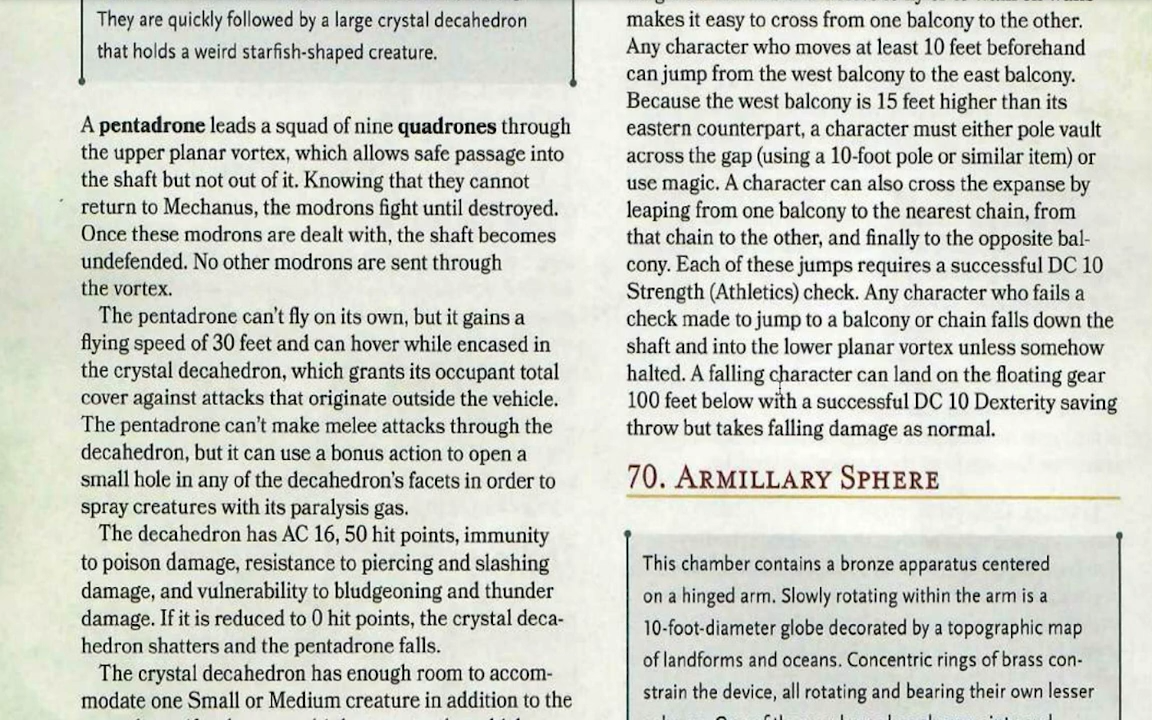 They are quickly followed by a large crystal decahedron
that holds a weird starfish-shaped creature.
A pentadrone leads a squad of nine quadrones through
the upper planar vortex, which allows safe passage into
the shaft but not out of it. Knowing that they cannot
return to Mechanus, the modrons fight until destroyed.
Once these modrons are dealt with, the shaft becomes
undefended. No other modrons are sent through
the vortex.
The pentadrone can't fly on its own, but it gains a
flying speed of 30 feet and can hover while encased in
the crystal decahedron, which grants its occupant total
cover against attacks that originate outside the vehicle.
The pentadrone can't make melee attacks through the
decahedron, but it can use a bonus action to open a
small hole in any of the decahedron's facets in order to
spray creatures with its paralysis gas.
The decahedron has AC 16, 50 hit points, immunity
to poison damage, resistance to piercing and slashing
damage, and vulnerability to bludgeoning and thunder
damage. If it is reduced to 0 hit points, the crystal deca-
hedron shatters and the pentadrone falls.
The crystal decahedron has enough room to accom-
modate one Small or Medium creature in addition to the
makes it easy to cross from one balcony to the other.
Any character who moves at least 10 feet beforehand
can jump from the west balcony to the east balcony.
Because the west balcony is 15 feet higher than its
eastern counterpart, a character must either pole vault
across the gap (using a 10-foot pole or similar item) or
use magic. A character can also cross the expanse by
leaping from one balcony to the nearest chain, from
that chain to the other, and finally to the opposite bal-
cony. Each of these jumps requires a successful DC 10
Strength (Athletics) check. Any character who fails a
check made to jump to a balcony or chain falls down the
shaft and into the lower planar vortex unless somehow
halted. A falling character can land on the floating gear
100 feet below with a successful DC 10 Dexterity saving
throw but takes falling damage as normal.
70. Armillary Sphere
This chamber contains a bronze apparatus centered
on a hinged arm. Slowly rotating within the arm is a
10-foot-diameter globe decorated by a topographic map
of landforms and oceans. Concentric rings of brass con-
strain the device, all rotating and bearing their own lesser